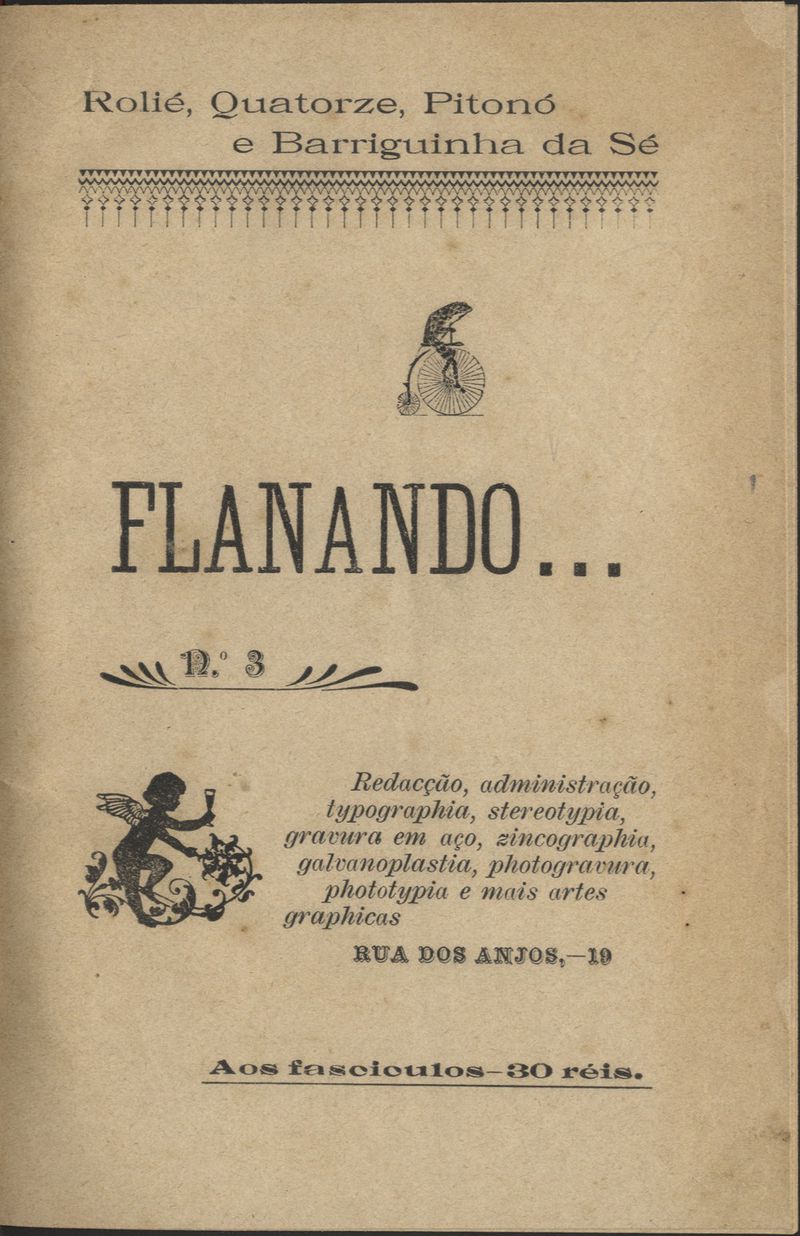 Rolié, Quatorze, Pitonó
e Barriguinha da Sé
FLANANDO...
N.º 3
Redacção, administração,
typographia, stereotypia,
gravura em aço, zincographia,
galvanoplastia, photogravura,
phototypia e mais artes
graphicas
RUA DOS ANJOS,—19
Aos fasciculos—30 réis.